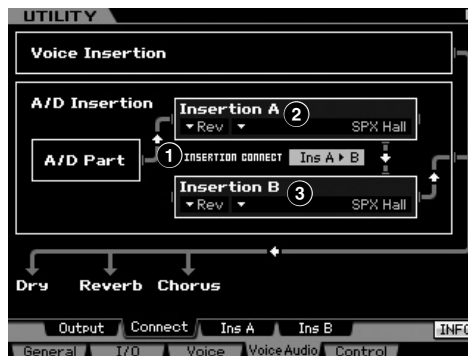 UTILITY
Voice Insertion
A/D Insertion
Insertion A
2
Rev
SPX Hall
1
INSERTION CONNECT
Ins A ▸ B
A/D Part
Insertion B
3
Rev
SPX Hall
Dry Reverb Chorus
Output Connect Ins A Ins B
General I/O Voice Voice Audio Control